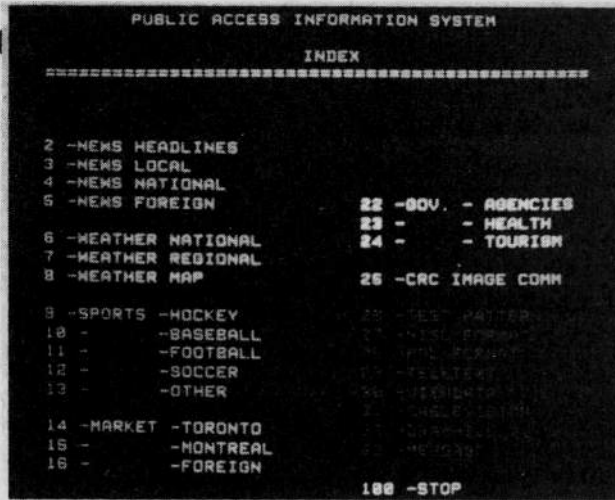 PUBLIC ACCESS INFORMATION SYSTEM
INDEX
2 -NEWS HEADLINES
3 -NEWS LOCAL
4 -NEWS NATIONAL
5 -NEWS FOREIGN
6 -WEATHER NATIONAL
7 -WEATHER REGIONAL
8 -WEATHER MAP
9 -SPORTS -HOCKEY
10 - -BASEBALL
11 - -FOOTBALL
12 - -SOCCER
13 - -OTHER
14 -MARKET -TORONTO
15 - -MONTREAL
16 - -FOREIGN
22 -GOV. - AGENCIES
23 - - HEALTH
24 - - TOURISM
25 -CRC IMAGE COMM
-TELETEXT
100 -STOP